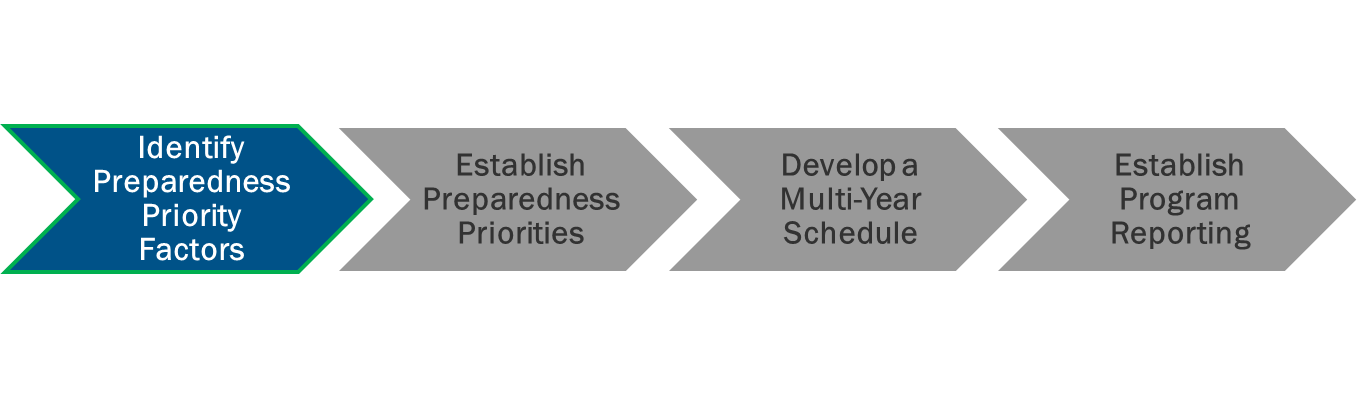 Identify
Preparedness
Priority
Factors
Establish
Preparedness
Priorities
Develop a
Multi-Year
Schedule
Establish
Program
Reporting